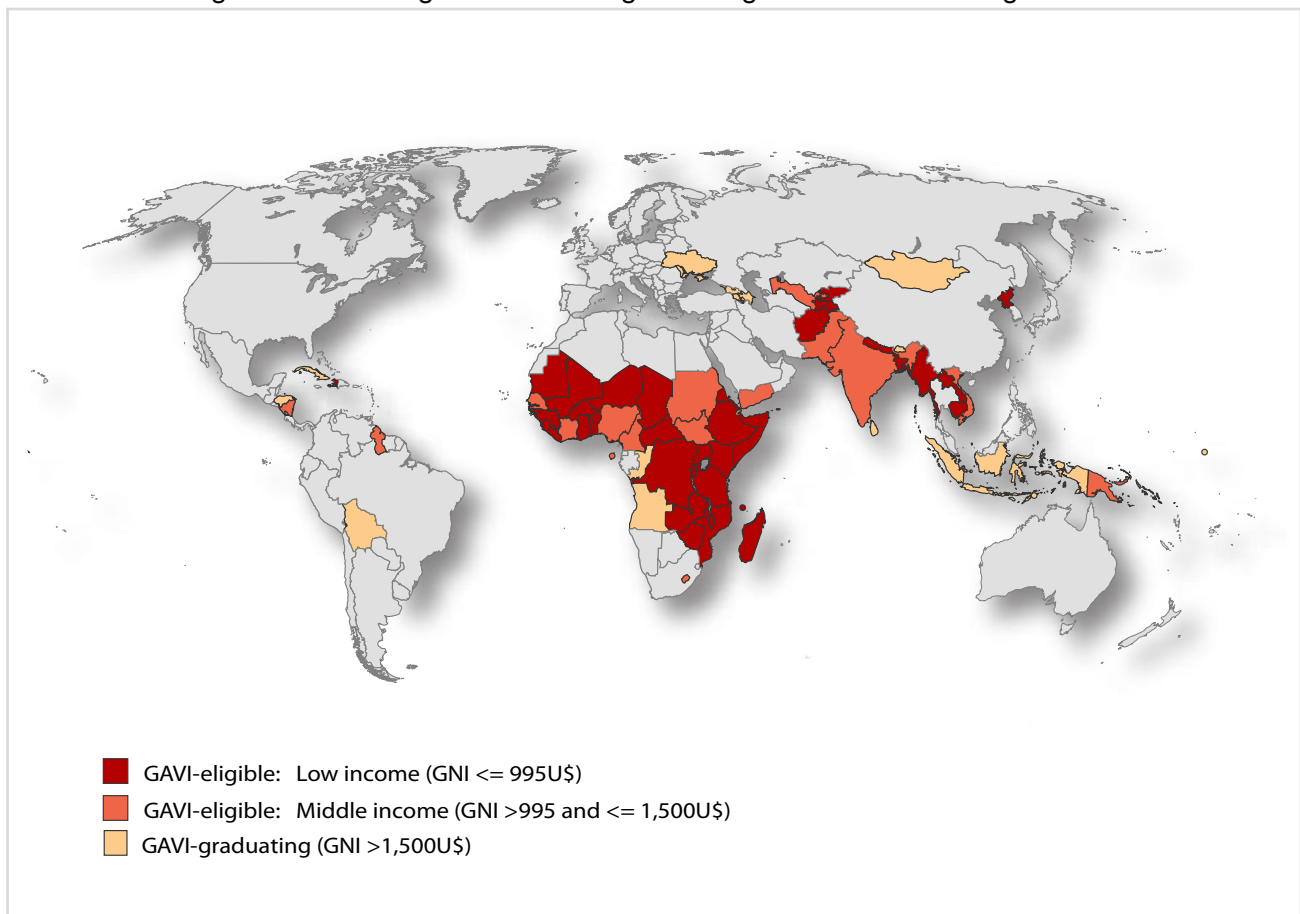 GAVI-eligible: Low income (GNI <= 995U$)
GAVI-eligible: Middle income (GNI >995 and <= 1,500U$)
GAVI-graduating (GNI >1,500U$)